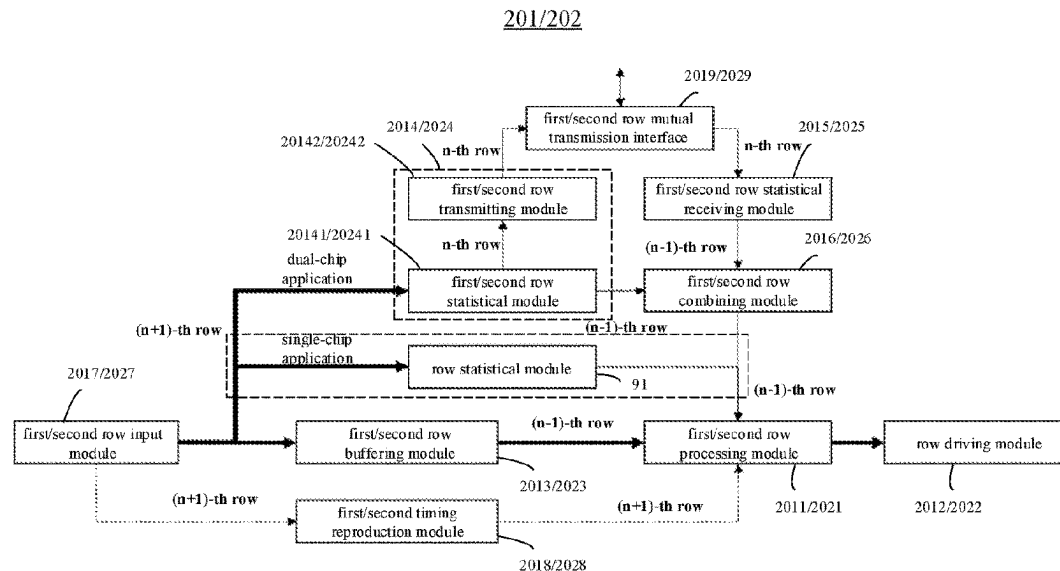 201/202
2019/2029
first/second row mutual
transmission interface
2014/2024
2015/2025
20142/20242
n-th row
n-th row
first/second row
transmitting module
first/second row statistical
receiving module
20141/20241
n-th row
(n-1)-th row
2016/2026
dual-chip
application
first/second row
statistical module
first/second row
combining module
(n+1)-th row
(n-1)-th row
single-chip
application
row statistical module
91
(n-1)-th row
2017/2027
first/second row input
module
first/second row
buffering module
(n-1)-th row
first/second row
processing module
row driving module
2013/2023
2011/2021
2012/2022
(n+1)-th row
(n+1)-th row
first/second timing
reproduction module
2018/2028